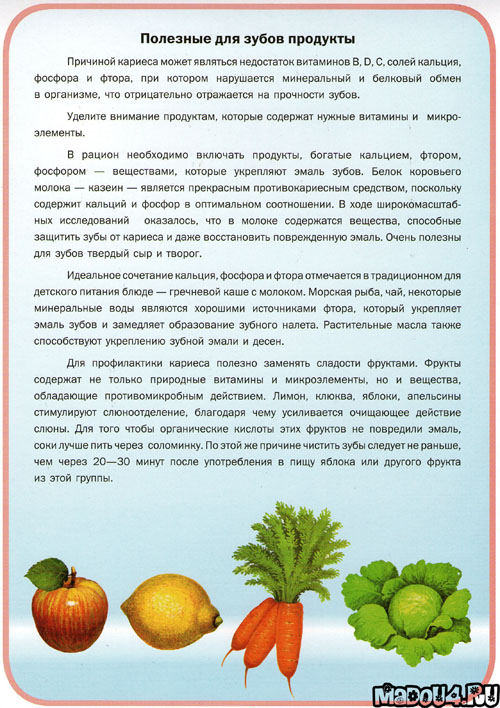 Полезные для зубов продукты
Причиной кариеса может являться недостаток витаминов B, D, C, солей кальция,
фосфора и фтора, при котором нарушается минеральный и белковый обмен
в организме, что отрицательно отражается на прочности зубов.
Уделите внимание продуктам, которые содержат нужные витамины и микро-
элементы.
В рацион необходимо включать продукты, богатые кальцием, фтором,
фосфором — веществами, которые укрепляют эмаль зубов. Белок коровьего
молока — казеин — является прекрасным противокариесным средством, поскольку
содержит кальций и фосфор в оптимальном соотношении. В ходе широкомасштаб-
ных исследований оказалось, что в молоке содержатся вещества, способные
защитить зубы от кариеса и даже восстановить поврежденную эмаль. Очень полезны
для зубов твердый сыр и творог.
Идеальное сочетание кальция, фосфора и фтора отмечается в традиционном для
детского питания блюде — гречневой каше с молоком. Морская рыба, чай, некоторые
минеральные воды являются хорошими источниками фтора, который укрепляет
эмаль зубов и замедляет образование зубного налета. Растительные масла также
способствуют укреплению зубной эмали и десен.
Для профилактики кариеса полезно заменять сладости фруктами. Фрукты
содержат не только природные витамины и микроэлементы, но и вещества,
обладающие противомикробным действием. Лимон, клюква, яблоки, апельсины
стимулируют слюноотделение, благодаря чему усиливается очищающее действие
слюны. Для того чтобы органические кислоты этих фруктов не повредили эмаль,
соки лучше пить через соломинку. По этой же причине чистить зубы следует не раньше,
чем через 20—30 минут после употребления в пищу яблока или другого фрукта
из этой группы.
MADOU4.RU